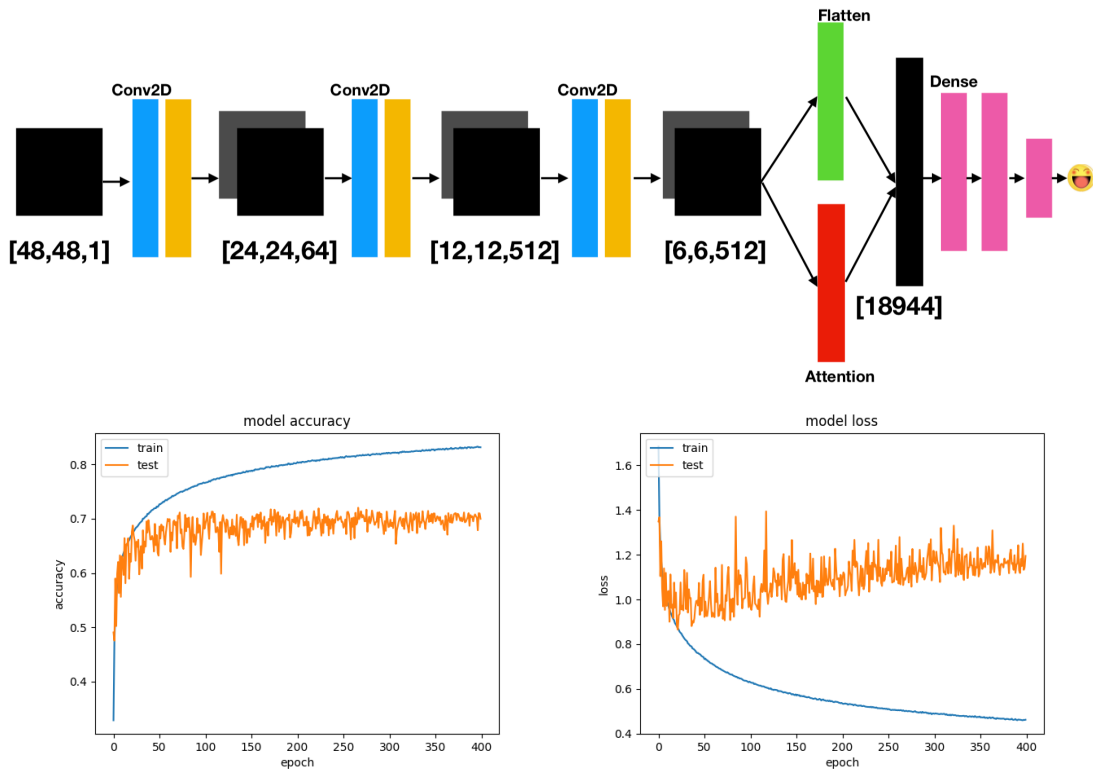 Flatten
Conv2D
Conv2D
Conv2D
Dense
[48,48,1]
[24,24,64]
[12,12,512]
[6,6,512]
[18944]
Attention
model accuracy
train
test
0.8
0.7
0.6
0.5
0.4
accuracy
0
50
100
150
200
250
300
350
400
epoch
model loss
train
test
1.6
1.4
1.2
1.0
0.8
0.6
0.4
loss
0
50
100
150
200
250
300
350
400
epoch